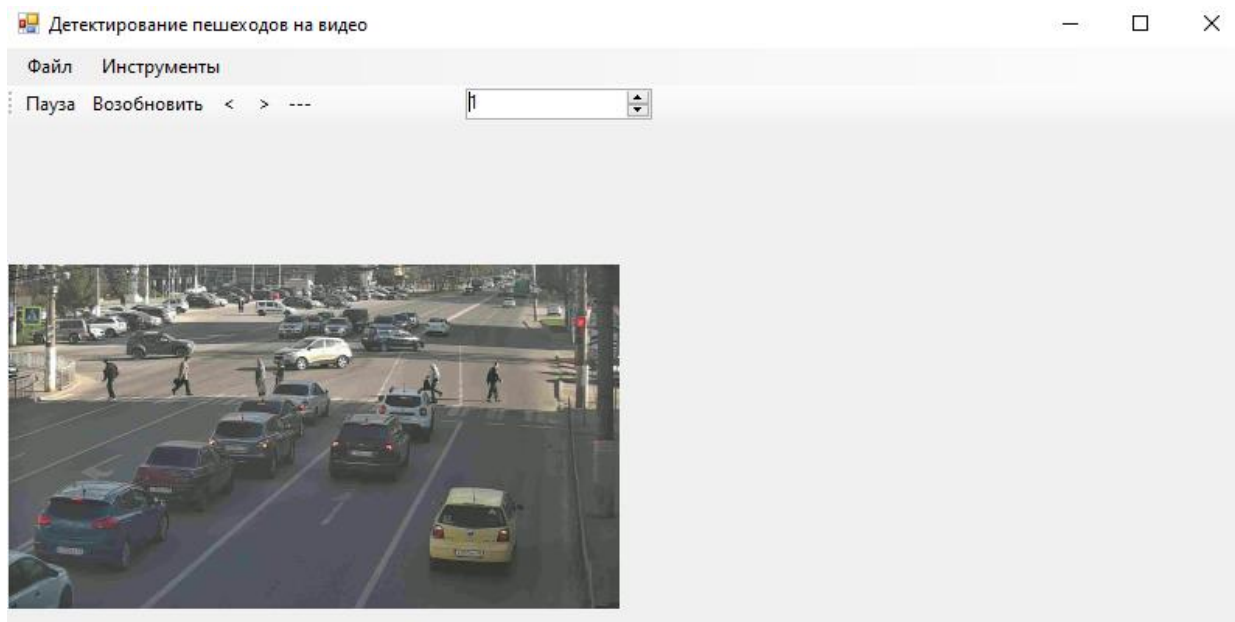 Детектирование пешеходов на видео
Файл Инструменты
Пауза Возобновить < > --- 1